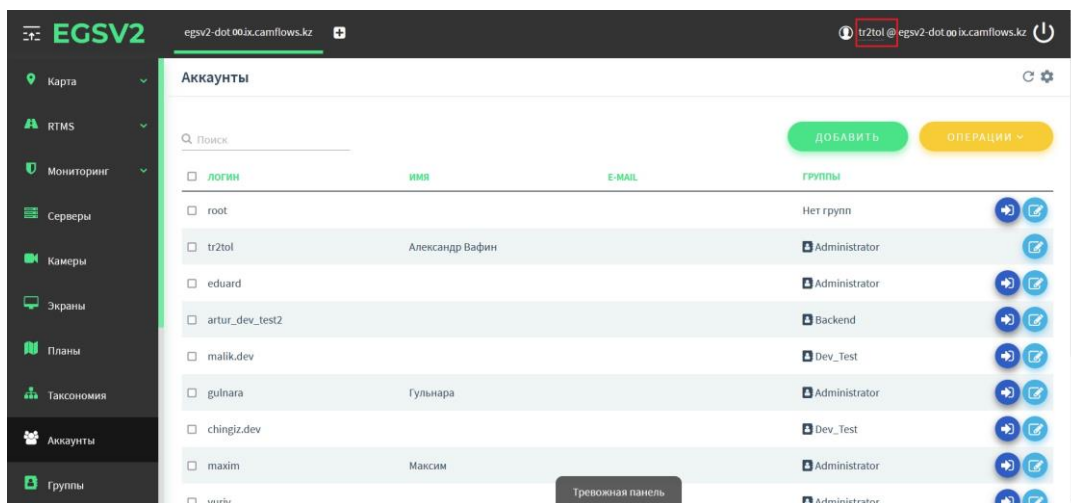 EGSV2 egsv2-dot.00.ix.camflows.kz tr2tol @ egsv2-dot.00 ix.camflows.kz
Карта
RTMS
Мониторинг
Серверы
Камеры
Экраны
Планы
Таксономия
Аккаунты
Группы
Аккаунты
Поиск ДОБАВИТЬ ОПЕРАЦИИ
ЛОГИН ИМЯ E-MAIL ГРУППЫ
root Нет групп
tr2tol Александр Вафин Administrator
eduard Administrator
artur_dev_test2 Backend
malik.dev Dev_Test
gulnara Гульнара Administrator
chingiz.dev Dev_Test
maxim Максим Administrator
yuriy Administrator
Тревожная панель